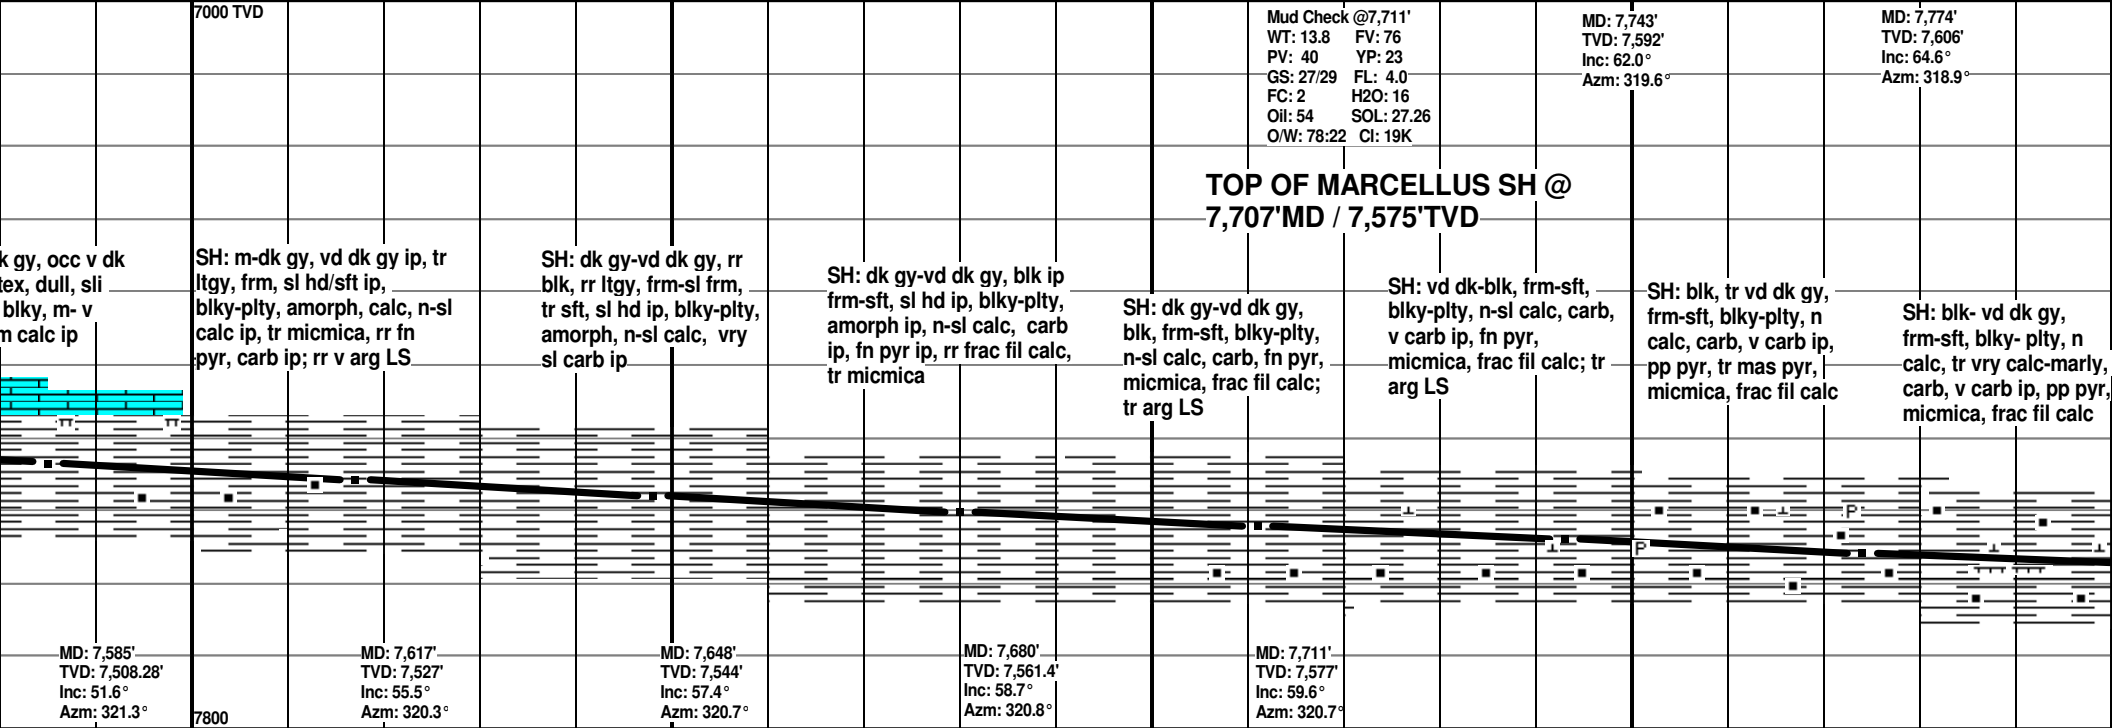 7000 TVD
Mud Check @7,711'
WT: 13.8 FV: 76
PV: 40 YP: 23
GS: 27/29 FL: 4.0
FC: 2 H2O: 16
Oil: 54 SOL: 27.26
O/W: 78:22 Cl: 19K
MD: 7,743'
TVD: 7,592'
Inc: 62.0°
Azm: 319.6°
MD: 7,774'
TVD: 7,606'
Inc: 64.6°
Azm: 318.9°
TOP OF MARCELLUS SH @
7,707'MD / 7,575'TVD
k gy, occ v dk
tex, dull, sli
blky, m- v
m calc ip
SH: m-dk gy, vd dk gy ip, tr
ltgy, frm, sl hd/sft ip,
blky-plty, amorph, calc, n-sl
calc ip, tr micmica, rr fn
pyr, carb ip; rr v arg LS
SH: dk gy-vd dk gy, rr
blk, rr ltgy, frm-sl frm,
tr sft, sl hd ip, blky-plty,
amorph, n-sl calc, vry
sl carb ip
SH: dk gy-vd dk gy, blk ip
frm-sft, sl hd ip, blky-plty,
amorph ip, n-sl calc, carb
ip, fn pyr ip, rr frac fil calc,
tr micmica
SH: dk gy-vd dk gy,
blk, frm-sft, blky-plty,
n-sl calc, carb, fn pyr,
micmica, frac fil calc;
tr arg LS
SH: vd dk-blk, frm-sft,
blky-plty, n-sl calc, carb,
v carb ip, fn pyr,
micmica, frac fil calc; tr
arg LS
SH: blk, tr vd dk gy,
frm-sft, blky-plty, n
calc, carb, v carb ip,
pp pyr, tr mas pyr,
micmica, frac fil calc
SH: blk- vd dk gy,
frm-sft, blky- plty, n
calc, tr vry calc-marly,
carb, v carb ip, pp pyr,
micmica, frac fil calc
P
P
MD: 7,585'
TVD: 7,508.28'
Inc: 51.6°
Azm: 321.3°
MD: 7,617'
TVD: 7,527'
Inc: 55.5°
Azm: 320.3°
MD: 7,648'
TVD: 7,544'
Inc: 57.4°
Azm: 320.7°
MD: 7,680'
TVD: 7,561.4'
Inc: 58.7°
Azm: 320.8°
MD: 7,711'
TVD: 7,577'
Inc: 59.6°
Azm: 320.7°
7800